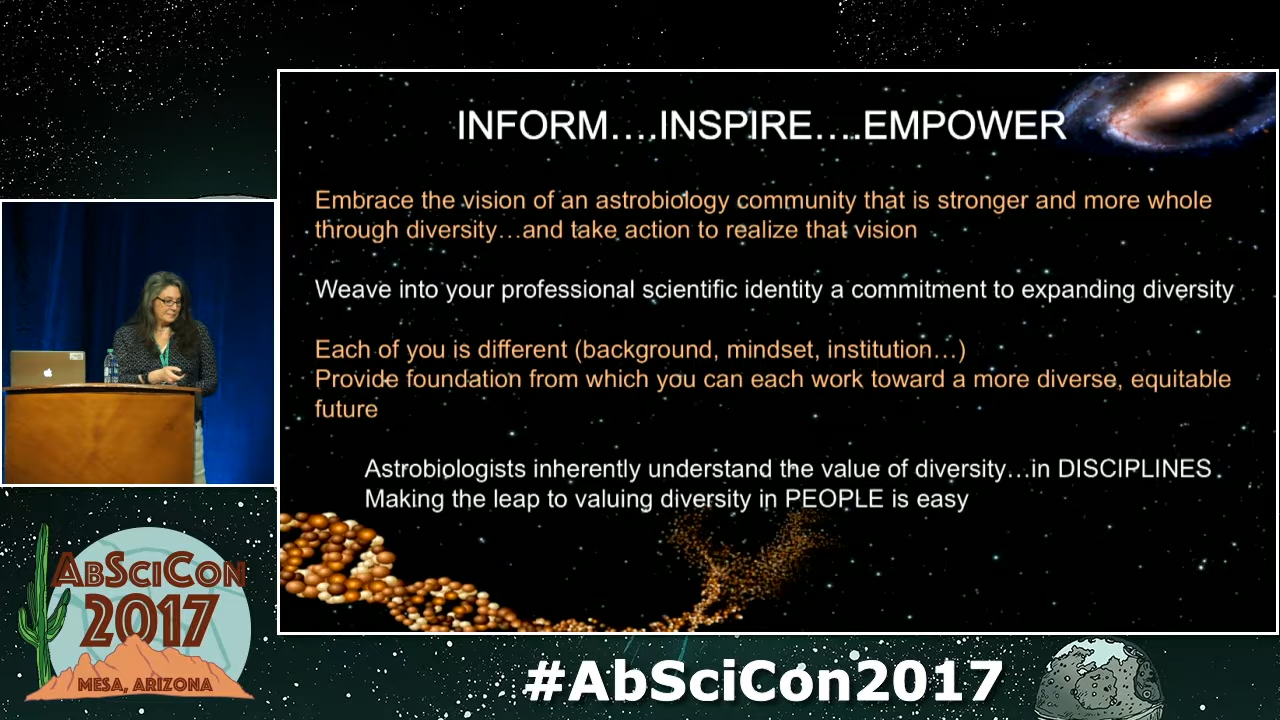 INFORM….INSPIRE….EMPOWER
Embrace the vision of an astrobiology community that is stronger and more whole
through diversity…and take action to realize that vision
Weave into your professional scientific identity a commitment to expanding diversity
Each of you is different (background, mindset, institution…)
Provide foundation from which you can each work toward a more diverse, equitable
future
Astrobiologists inherently understand the value of diversity…in DISCIPLINES
Making the leap to valuing diversity in PEOPLE is easy
ABSCICON
2017
MESA, ARIZONA
#AbSciCon2017